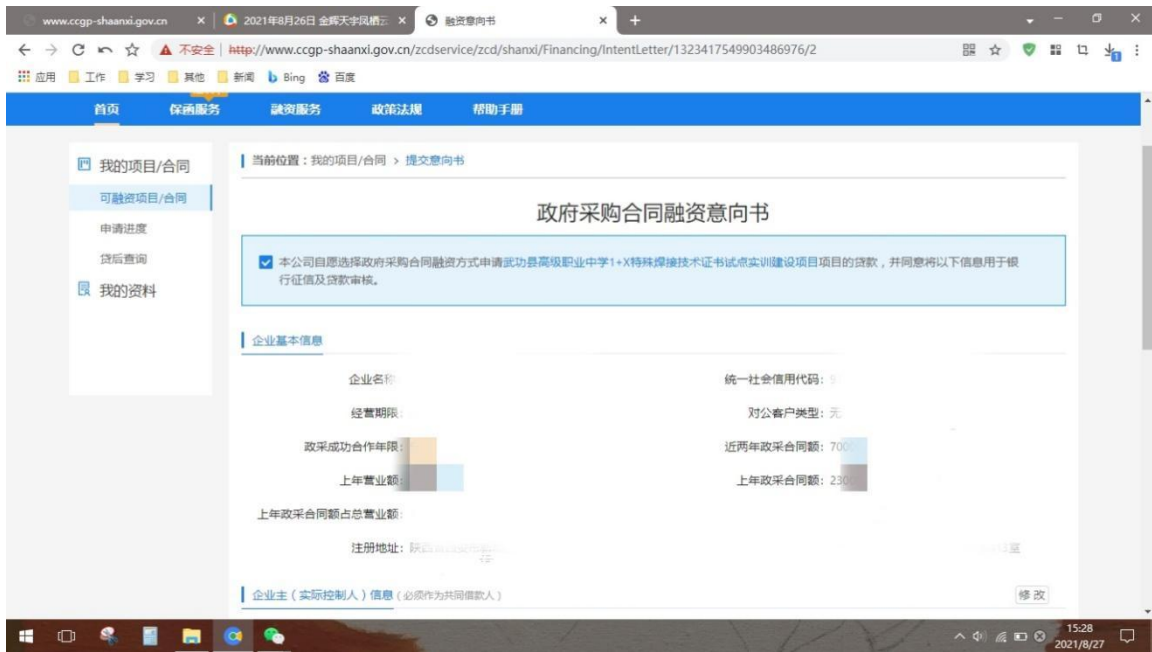 www.ccgp-shaanxi.gov.cn
2021年8月26日 金辉天宇凤栖云
融资意向书
不安全 | http://www.ccgp-shaanxi.gov.cn/zcdservice/zcd/shanxi/Financing/IntentLetter/1323417549903486976/2
应用 工作 学习 其他 新闻 Bing 百度
首页 保函服务 融资服务 政策法规 帮助手册
我的项目/合同
可融资项目/合同
申请进度
贷后查询
我的资料
当前位置：我的项目/合同 > 提交意向书
政府采购合同融资意向书
本公司自愿选择政府采购合同融资方式申请武功县高级职业中学1+X特殊焊接技术证书试点实训建设项目项目的贷款，并同意将以下信息用于银
行征信及贷款审核。
企业基本信息
企业名称
统一社会信用代码：9
经营期限：
对公客户类型：无
政采成功合作年限：
近两年政采合同额：7000
上年营业额：
上年政采合同额：2300
上年政采合同额占总营业额：
注册地址：陕西
室
企业主（实际控制人）信息（必须作为共同借款人）
修改
15:28
2021/8/27